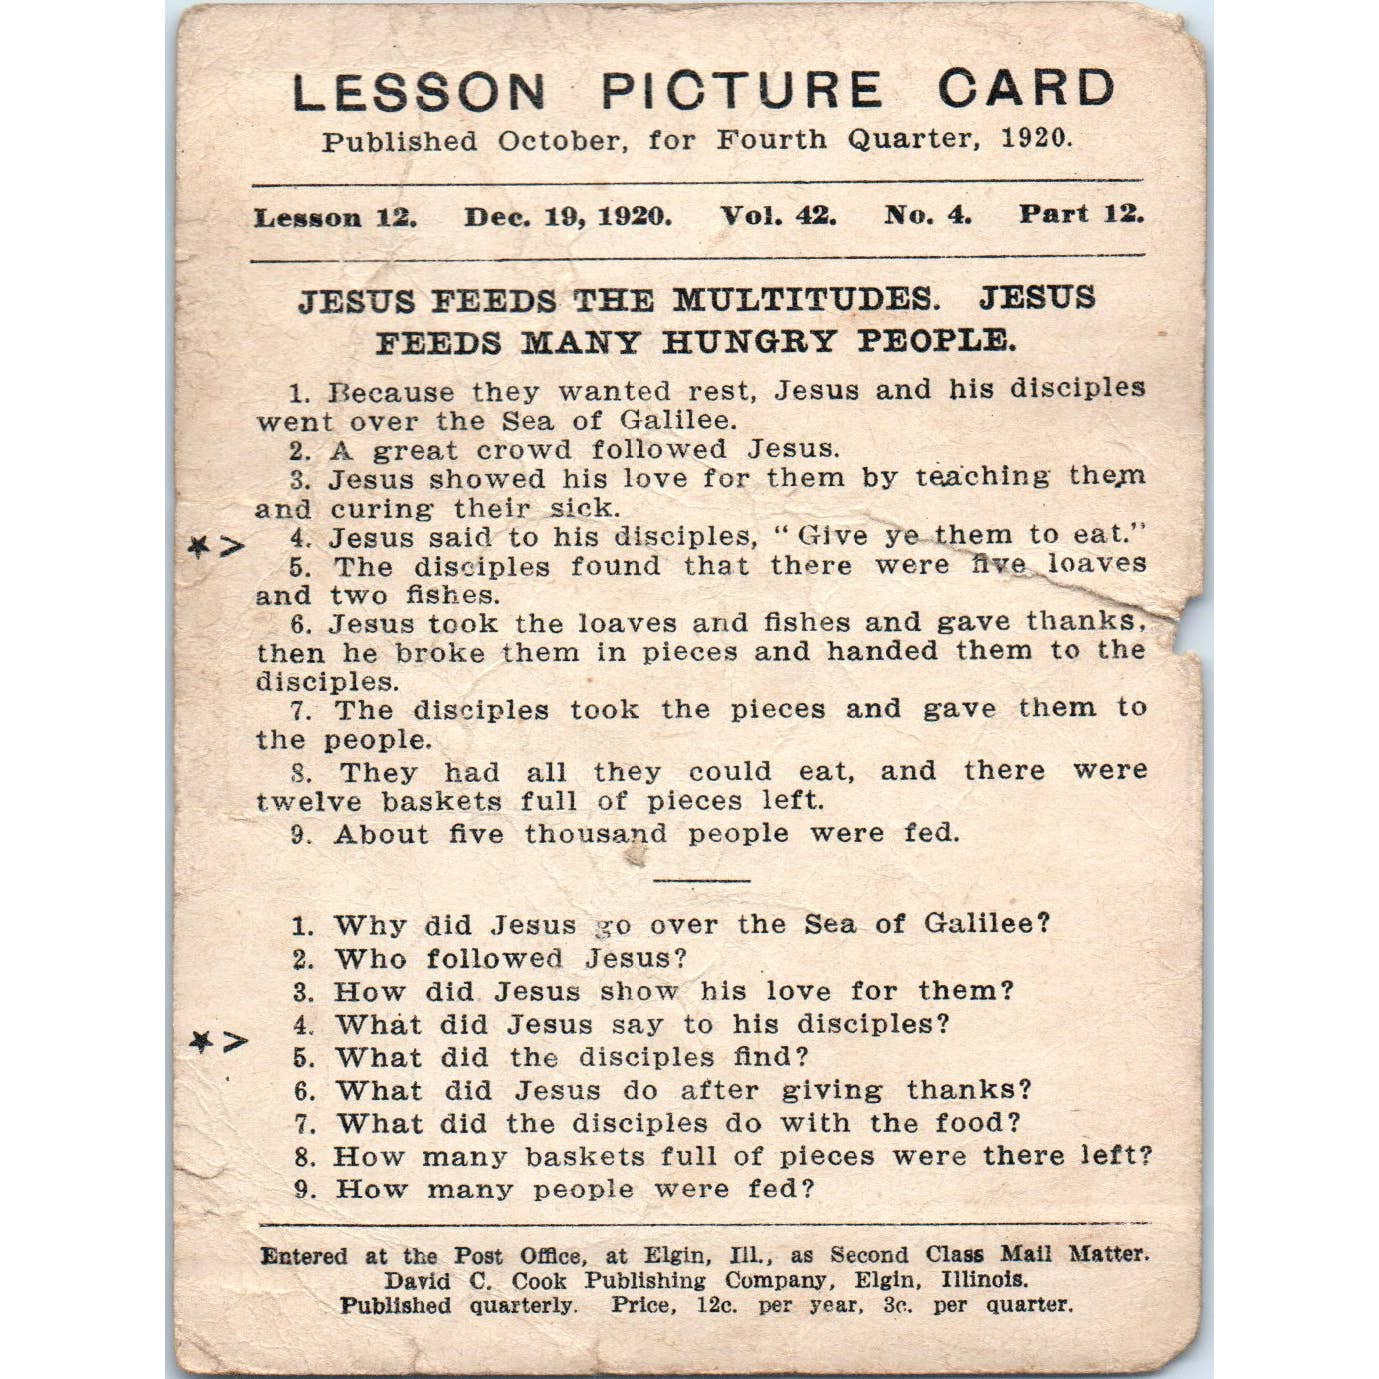 LESSON PICTURE CARD
Published October, for Fourth Quarter, 1920.
Lesson 12. Dec. 19, 1920. Vol. 42. No. 4. Part 12.
JESUS FEEDS THE MULTITUDES. JESUS
FEEDS MANY HUNGRY PEOPLE.
1. Because they wanted rest, Jesus and his disciples
went over the Sea of Galilee.
2. A great crowd followed Jesus.
3. Jesus showed his love for them by teaching them
and curing their sick.
★> 4. Jesus said to his disciples, "Give ye them to eat."
5. The disciples found that there were five loaves
and two fishes.
6. Jesus took the loaves and fishes and gave thanks,
then he broke them in pieces and handed them to the
disciples.
7. The disciples took the pieces and gave them to
the people.
8. They had all they could eat, and there were
twelve baskets full of pieces left.
9. About five thousand people were fed.
1. Why did Jesus go over the Sea of Galilee?
2. Who followed Jesus?
3. How did Jesus show his love for them?
★> 4. What did Jesus say to his disciples?
5. What did the disciples find?
6. What did Jesus do after giving thanks?
7. What did the disciples do with the food?
8. How many baskets full of pieces were there left?
9. How many people were fed?
Entered at the Post Office, at Elgin, Ill., as Second Class Mail Matter.
David C. Cook Publishing Company, Elgin, Illinois.
Published quarterly. Price, 12c. per year, 3c. per quarter.